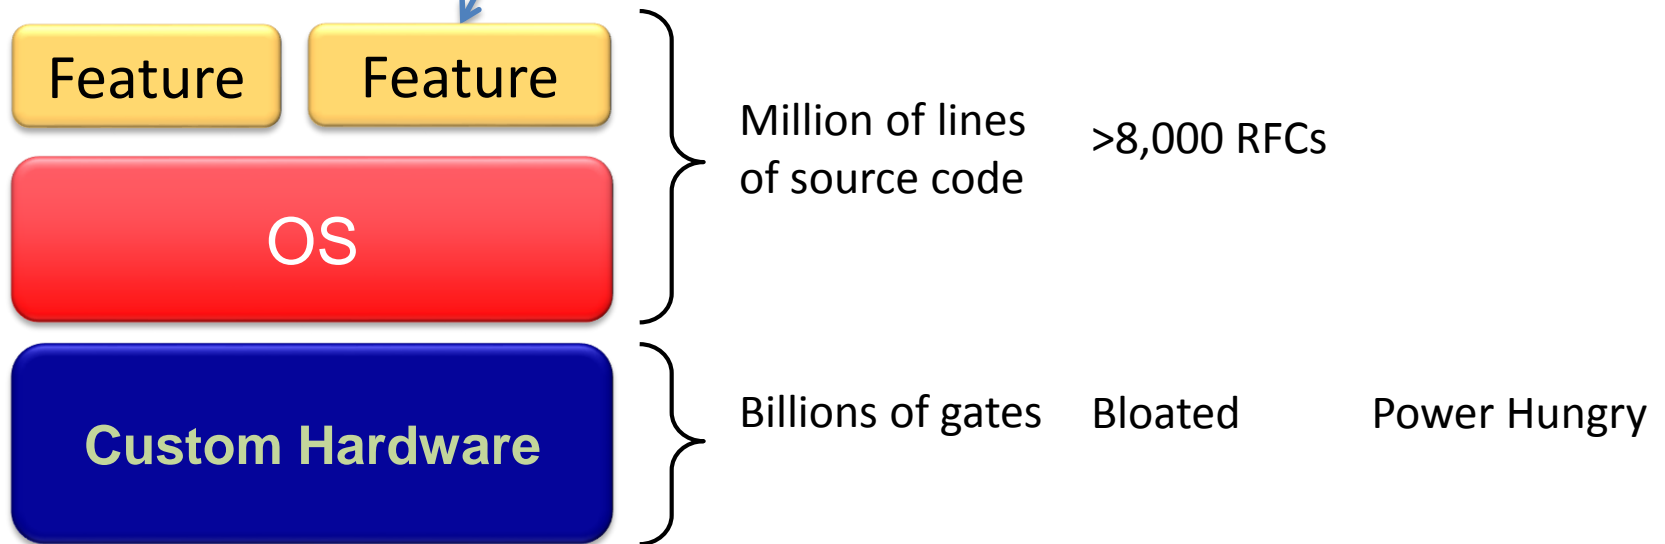 Feature
Feature
Million of lines
of source code
>8,000 RFCs
OS
Custom Hardware
Billions of gates
Bloated
Power Hungry